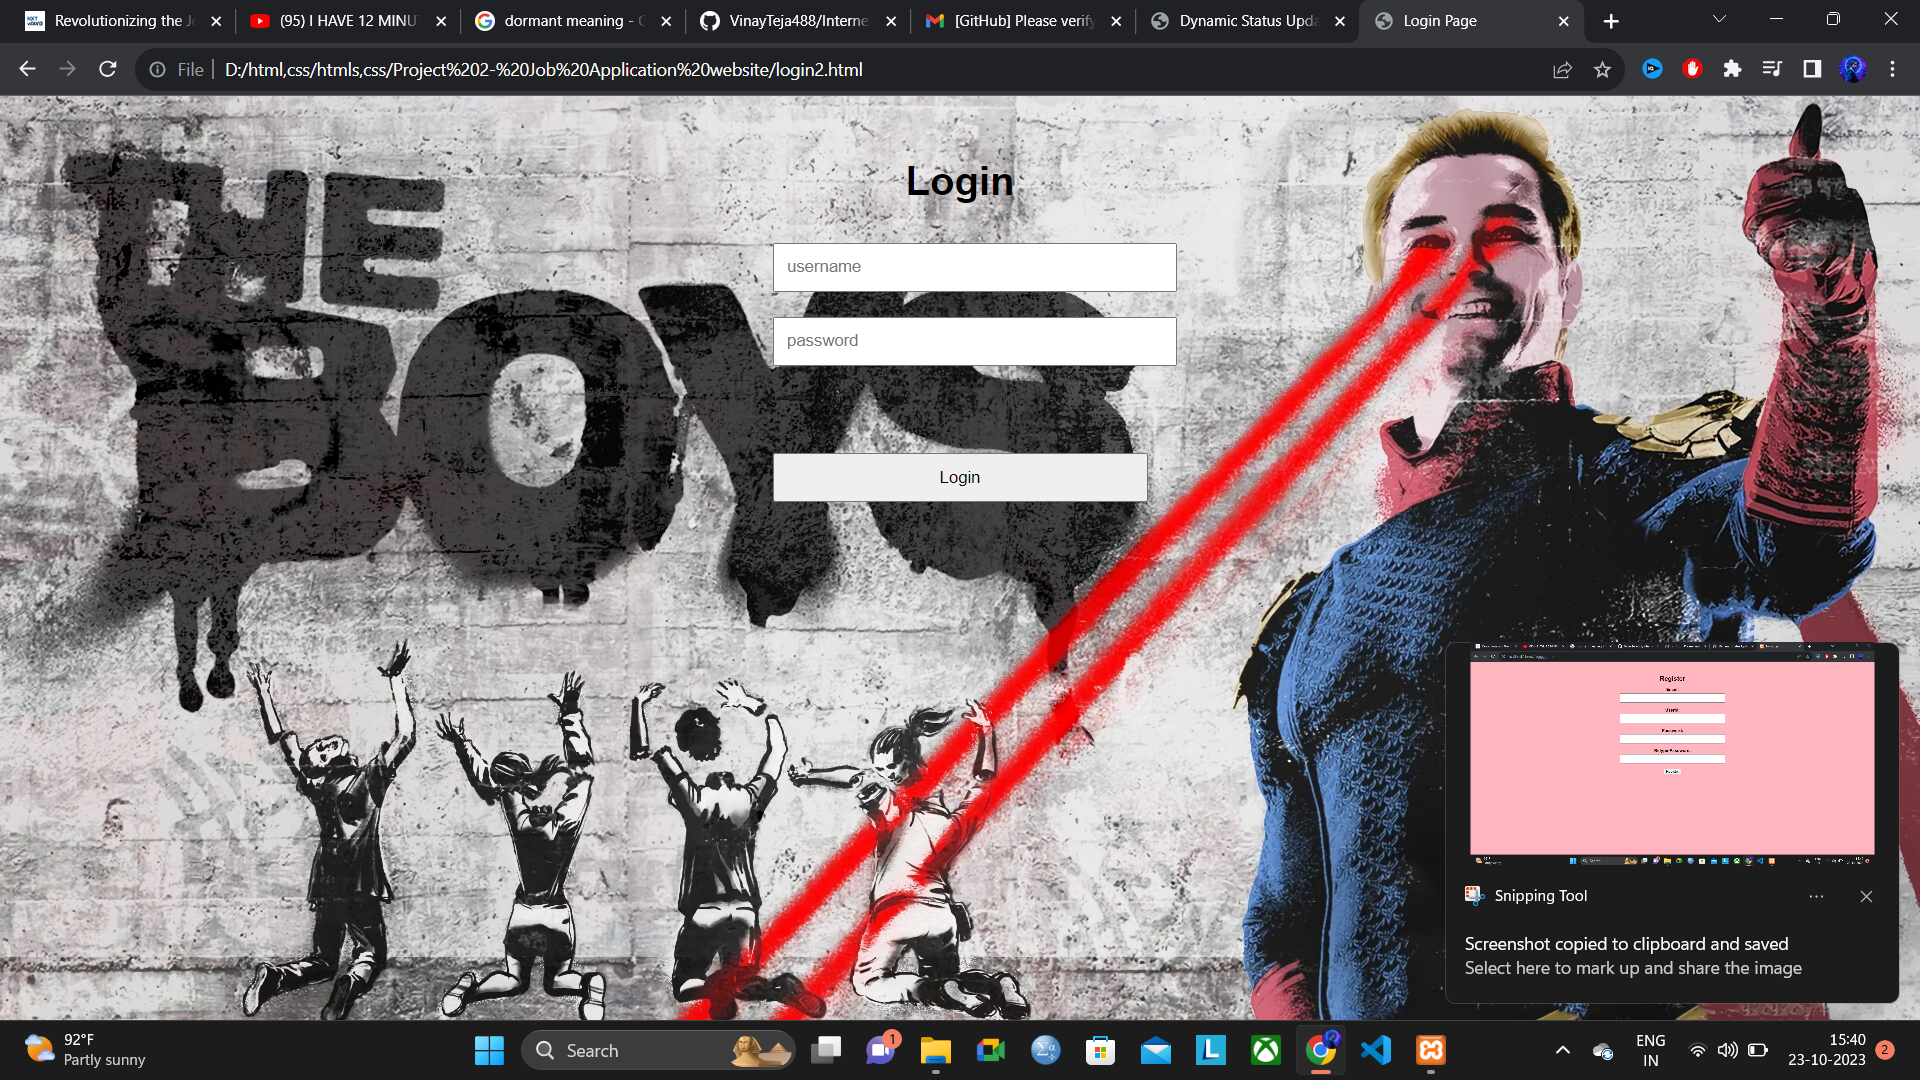 Revolutionizing the J
(95) I HAVE 12 MINU
dormant meaning - G
VinayTeja488/Interne
[GitHub] Please verify
Dynamic Status Upda
Login Page
File
D:/html,css/htmls,css/Project%202-%20Job%20Application%20website/login2.html
THE
BOYS
Login
username
password
Login
Register
Password
Snipping Tool
Screenshot copied to clipboard and saved
Select here to mark up and share the image
92°F
Partly sunny
Search
1
ENG
IN
15:40
23-10-2023
2